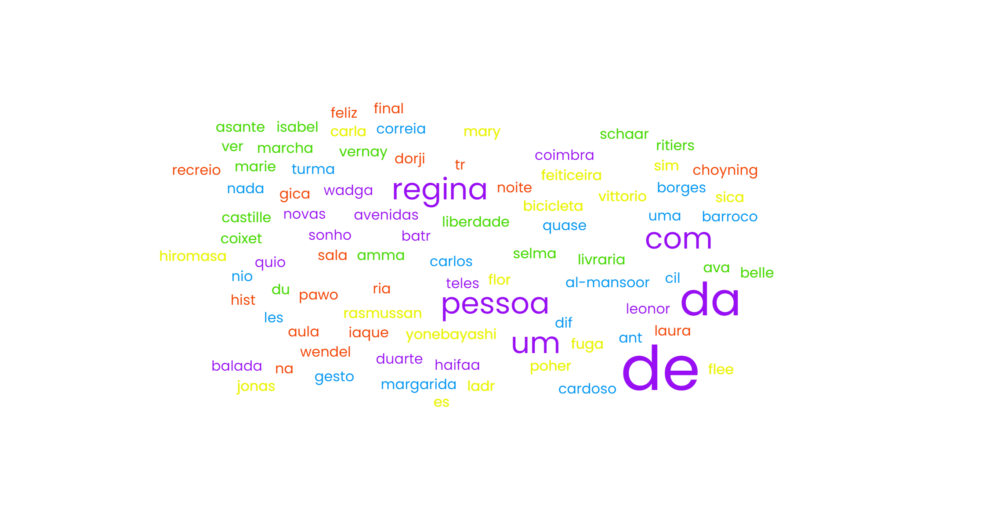 feliz final
asante isabel carla correia mary schaar
ver marcha vernay dorji tr coimbra ritiers
recreio marie turma feiticeira sim choyning
nada gica wadga regina noite vittorio borges sica
castille novas avenidas liberdade bicicleta quase uma barroco
coixet sonho batr com
hiromasa quio sala amma carlos selma livraria ava belle
nio du pawo ria teles flor al-mansoor cil
hist rasmussan pessoa leonor da
les aula iaque yonebayashi dif um fuga ant laura
wendel duarte haifaa poher de flee
balada na gesto margarida ladr cardoso
jonas es